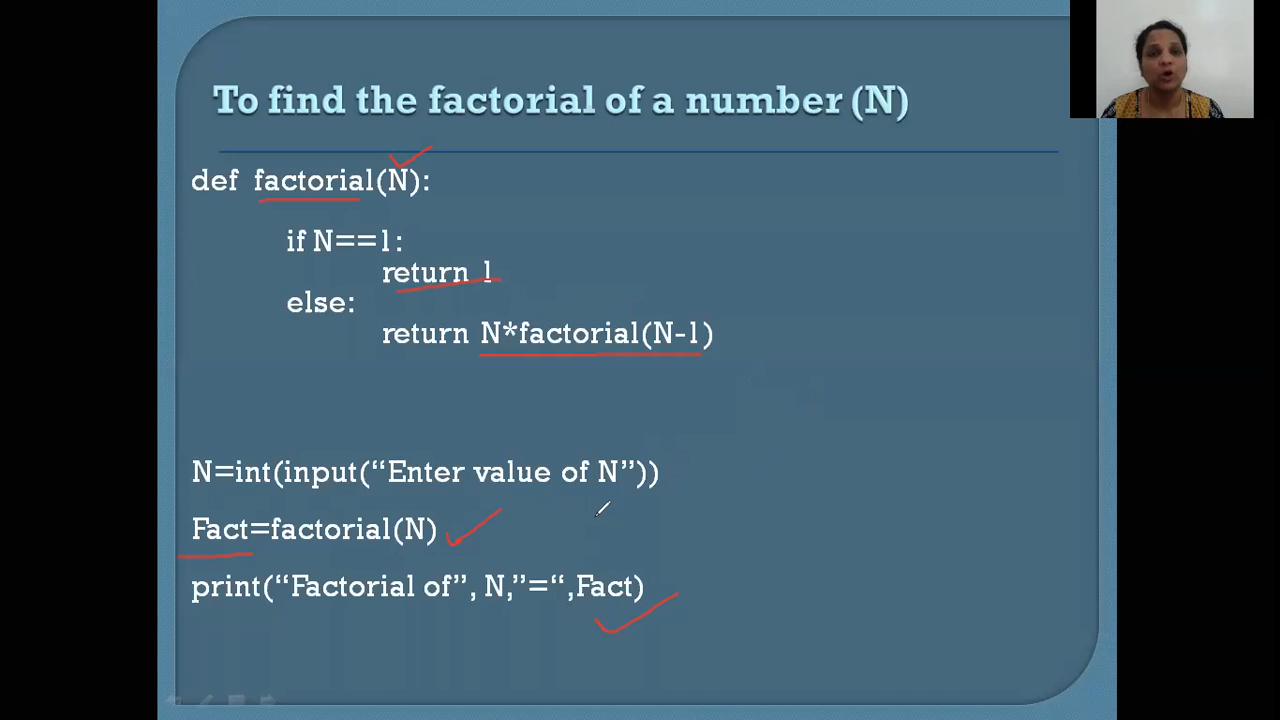 To find the factorial of a number (N)
def factorial(N):
if N==1:
return 1
else:
return N*factorial(N-1)
N=int(input(“Enter value of N”))
Fact=factorial(N)
print(“Factorial of”, N,”=“,Fact)